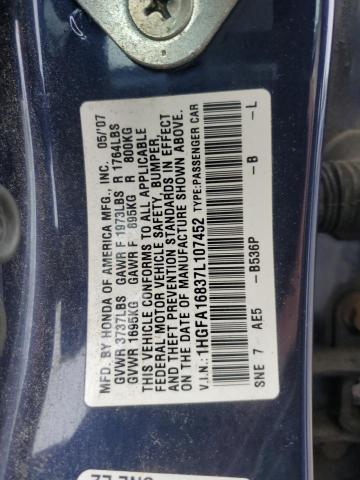 MFD. BY HONDA OF AMERICA MFG., INC. 05/'07
GVWR 3737LBS GAWR F 1973LBS R 1764LBS
GVWR 1695KG GAWR F 895KG R 800KG
THIS VEHICLE CONFORMS TO ALL APPLICABLE
FEDERAL MOTOR VEHICLE SAFETY, BUMPER,
AND THEFT PREVENTION STANDARDS IN EFFECT
ON THE DATE OF MANUFACTURE SHOWN ABOVE.
V.I.N.: 1HGFA16837L107452 TYPE:PASSENGER CAR
SNE 7 AE5 -B536P -B -L